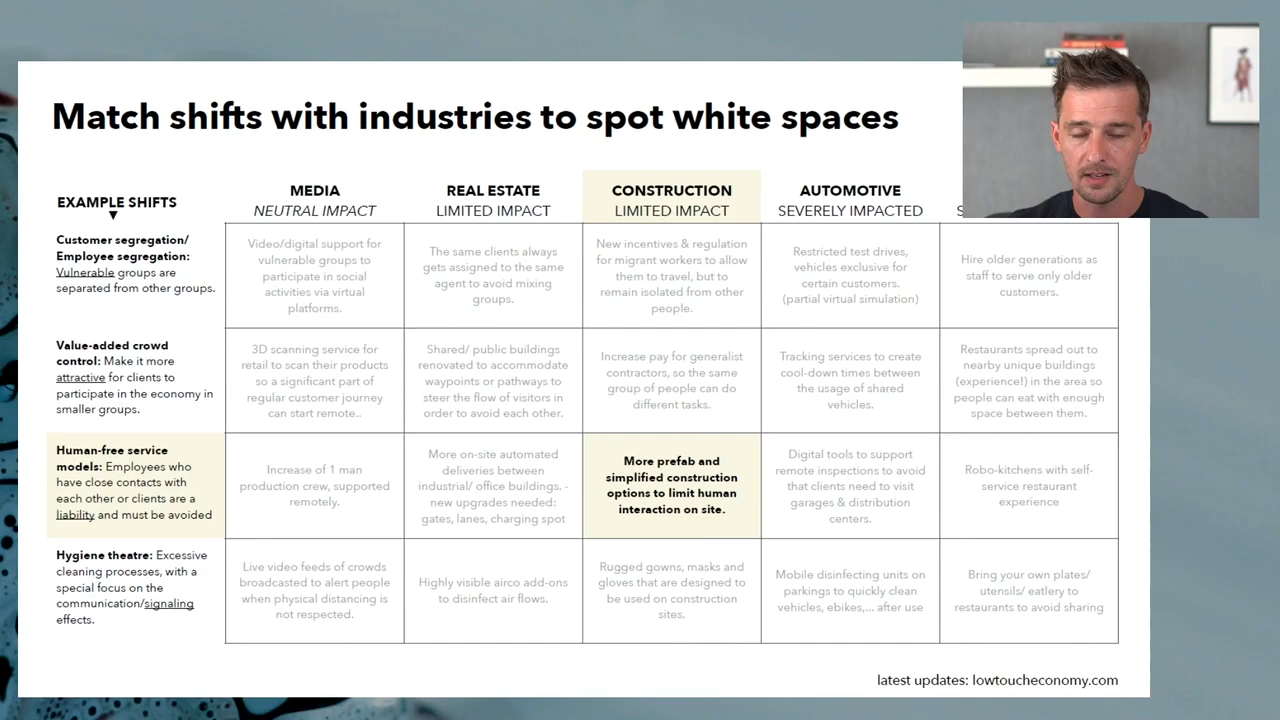 Match shifts with industries to spot white spaces
EXAMPLE SHIFTS
MEDIA
NEUTRAL IMPACT
REAL ESTATE
LIMITED IMPACT
CONSTRUCTION
LIMITED IMPACT
AUTOMOTIVE
SEVERELY IMPACTED
Customer segregation/
Employee segregation:
Vulnerable groups are
separated from other groups.
Video/digital support for
vulnerable groups to
participate in social
activities via virtual
platforms.
The same clients always
gets assigned to the same
agent to avoid mixing
groups.
New incentives & regulation
for migrant workers to allow
them to travel, but to
remain isolated from other
people.
Restricted test drives,
vehicles exclusive for
certain customers.
(partial virtual simulation)
Hire older generations as
staff to serve only older
customers.
Value-added crowd
control: Make it more
attractive for clients to
participate in the economy in
smaller groups.
3D scanning service for
retail to scan their products
so a significant part of
regular customer journey
can start remote..
Shared/ public buildings
renovated to accommodate
waypoints or pathways to
steer the flow of visitors in
order to avoid each other.
Increase pay for generalist
contractors, so the same
group of people can do
different tasks.
Tracking services to create
cool-down times between
the usage of shared
vehicles.
Restaurants spread out to
nearby unique buildings
(experience!) in the area so
people can eat with enough
space between them.
Human-free service
models: Employees who
have close contacts with
each other or clients are a
liability and must be avoided
Increase of 1 man
production crew, supported
remotely.
More on-site automated
deliveries between
industrial/ office buildings. -
new upgrades needed:
gates, lanes, charging spot
More prefab and
simplified construction
options to limit human
interaction on site.
Digital tools to support
remote inspections to avoid
that clients need to visit
garages & distribution
centers.
Robo-kitchens with self-
service restaurant
experience
Hygiene theatre: Excessive
cleaning processes, with a
special focus on the
communication/signaling
effects.
Live video feeds of crowds
broadcasted to alert people
when physical distancing is
not respected.
Highly visible airco add-ons
to disinfect air flows.
Rugged gowns, masks and
gloves that are designed to
be used on construction
sites.
Mobile disinfecting units on
parkings to quickly clean
vehicles, ebikes,... after use
Bring your own plates/
utensils/ eatlery to
restaurants to avoid sharing
latest updates: lowtoucheconomy.com